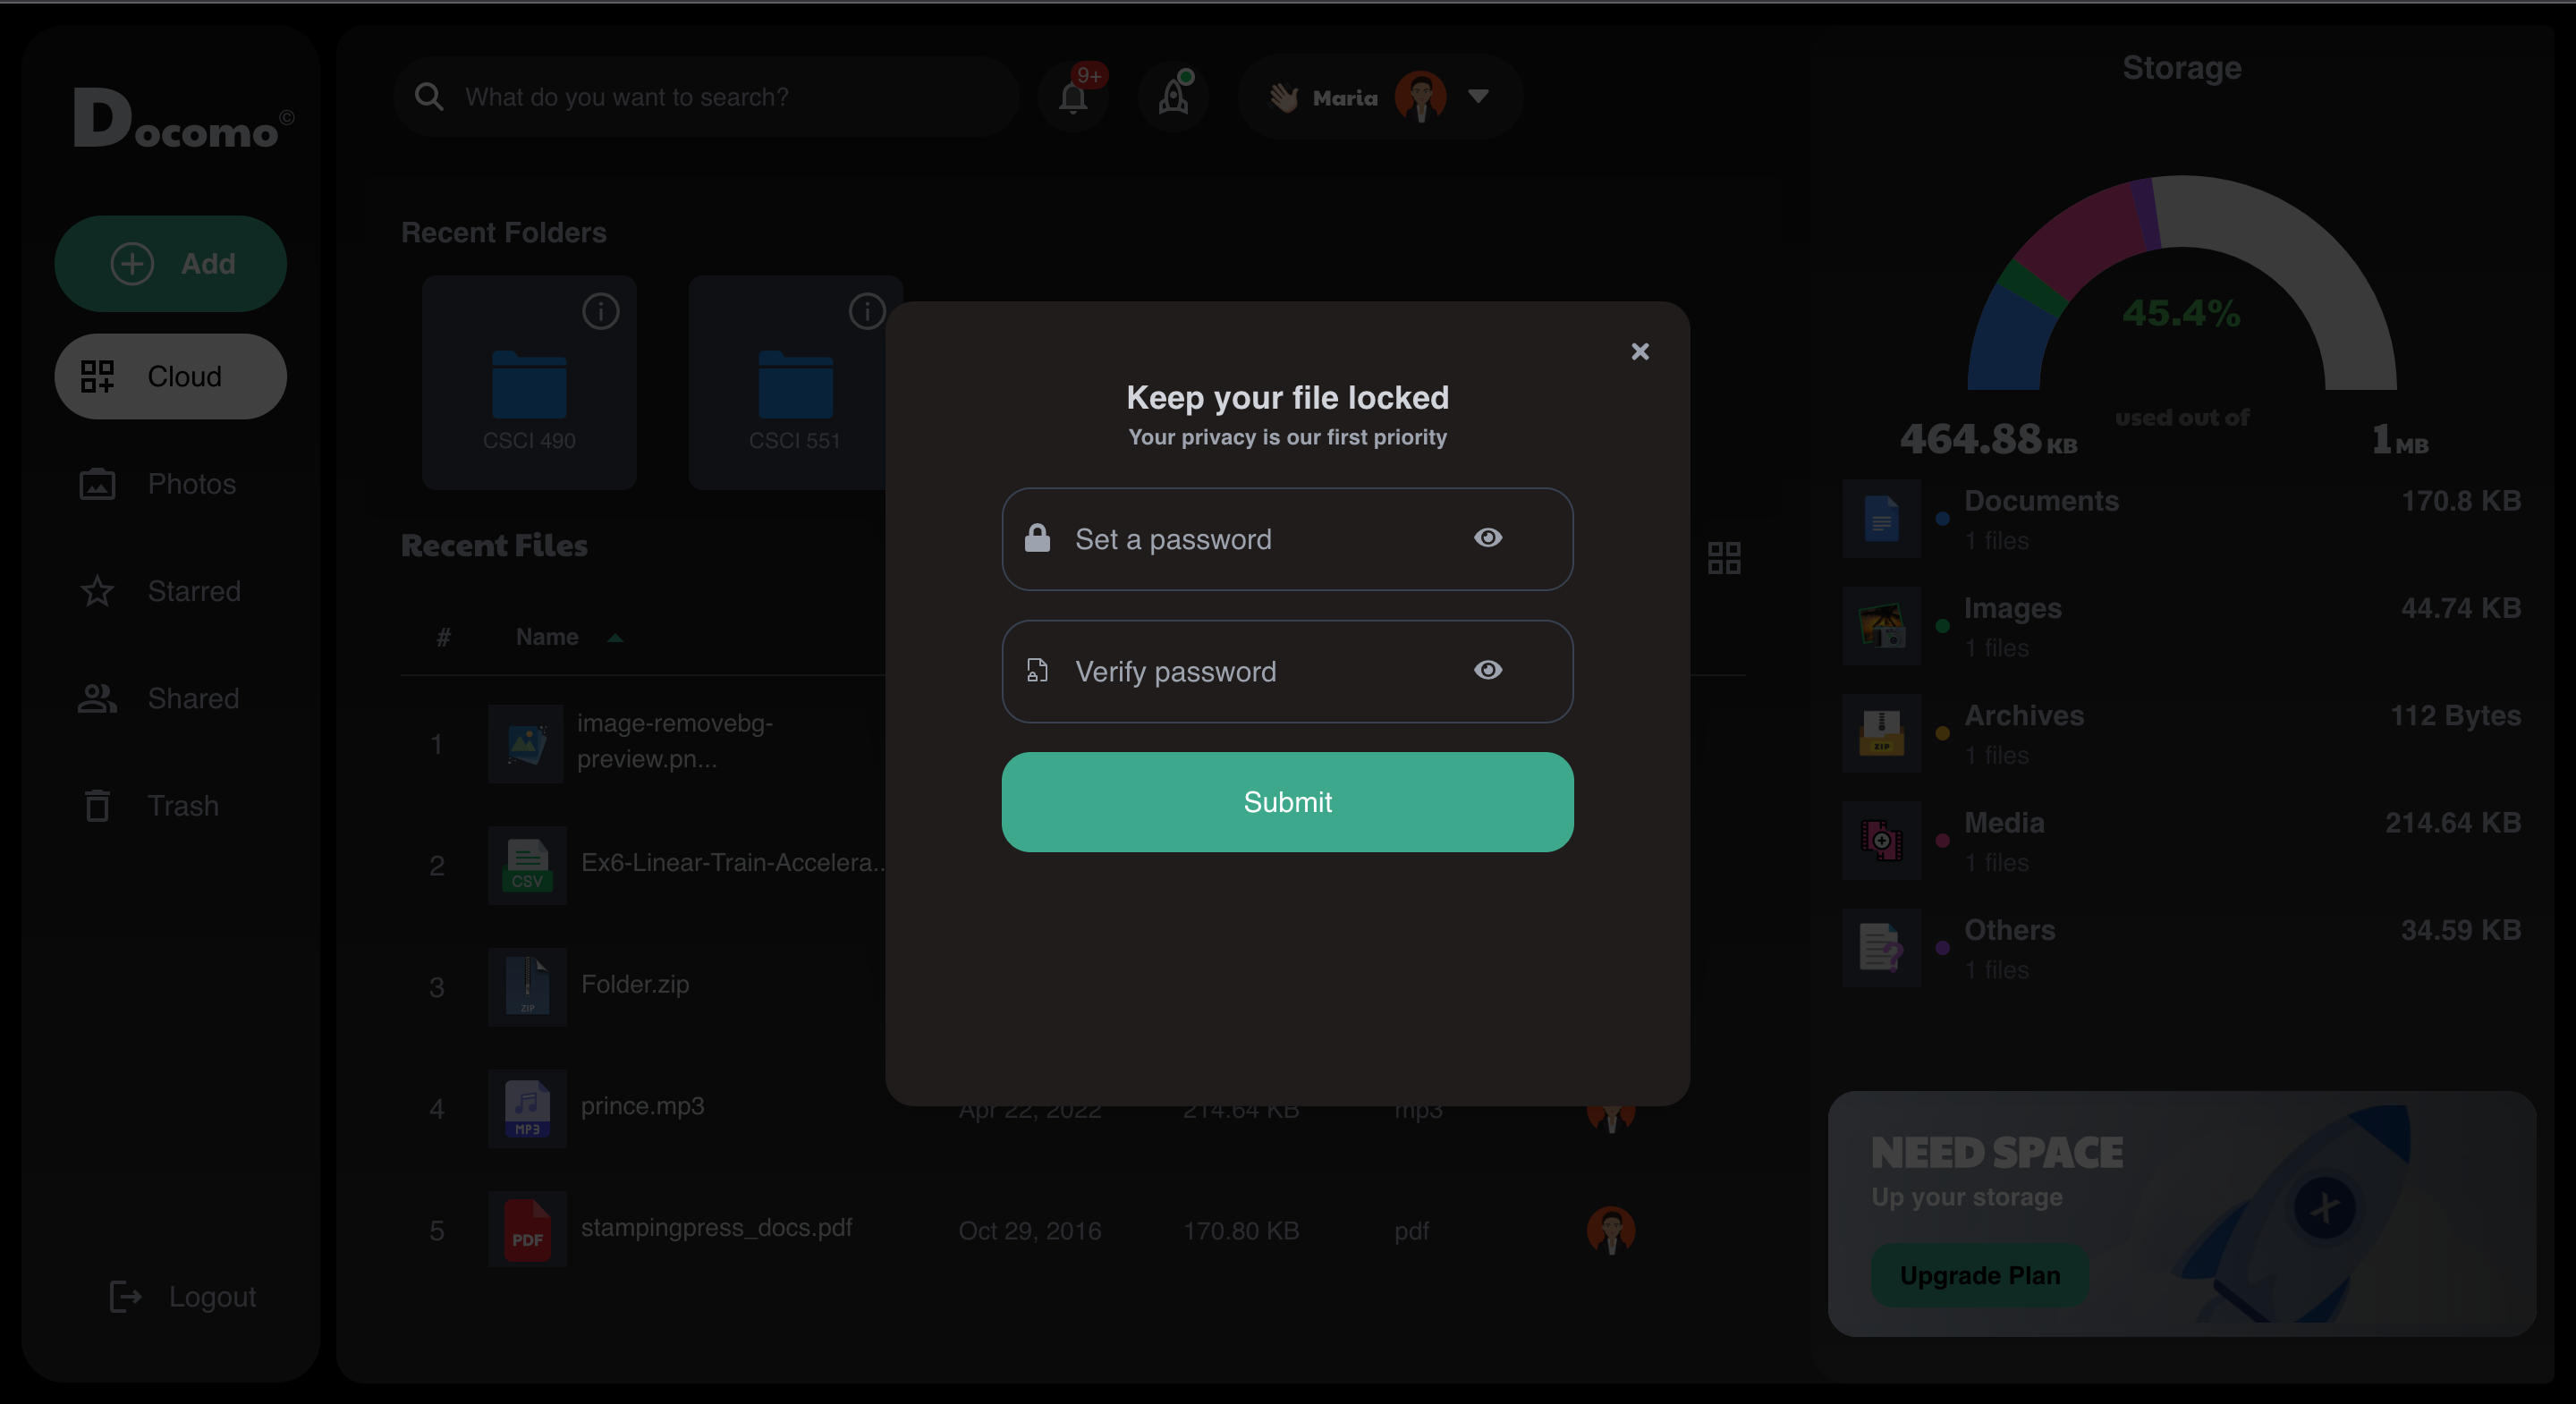 Docomo©
Add
Cloud
Photos
Starred
Shared
Trash
Logout
What do you want to search?
9+
👋🏼 Maria
Recent Folders
CSCI 490
CSCI 551
Recent Files
# Name
1 image-removebg-
preview.pn...
2 CSV Ex6-Linear-Train-Accelera..
3 ZIP Folder.zip
4 MP3 prince.mp3 Apr 22, 2022 214.64 KB mp3
5 PDF stampingpress_docs.pdf Oct 29, 2016 170.80 KB pdf
Keep your file locked
Your privacy is our first priority
Set a password
Verify password
Submit
Storage
45.4%
used out of
464.88 KB 1 MB
Documents 170.8 KB
1 files
Images 44.74 KB
1 files
Archives 112 Bytes
ZIP
1 files
Media 214.64 KB
1 files
Others 34.59 KB
1 files
NEED SPACE
Up your storage
Upgrade Plan